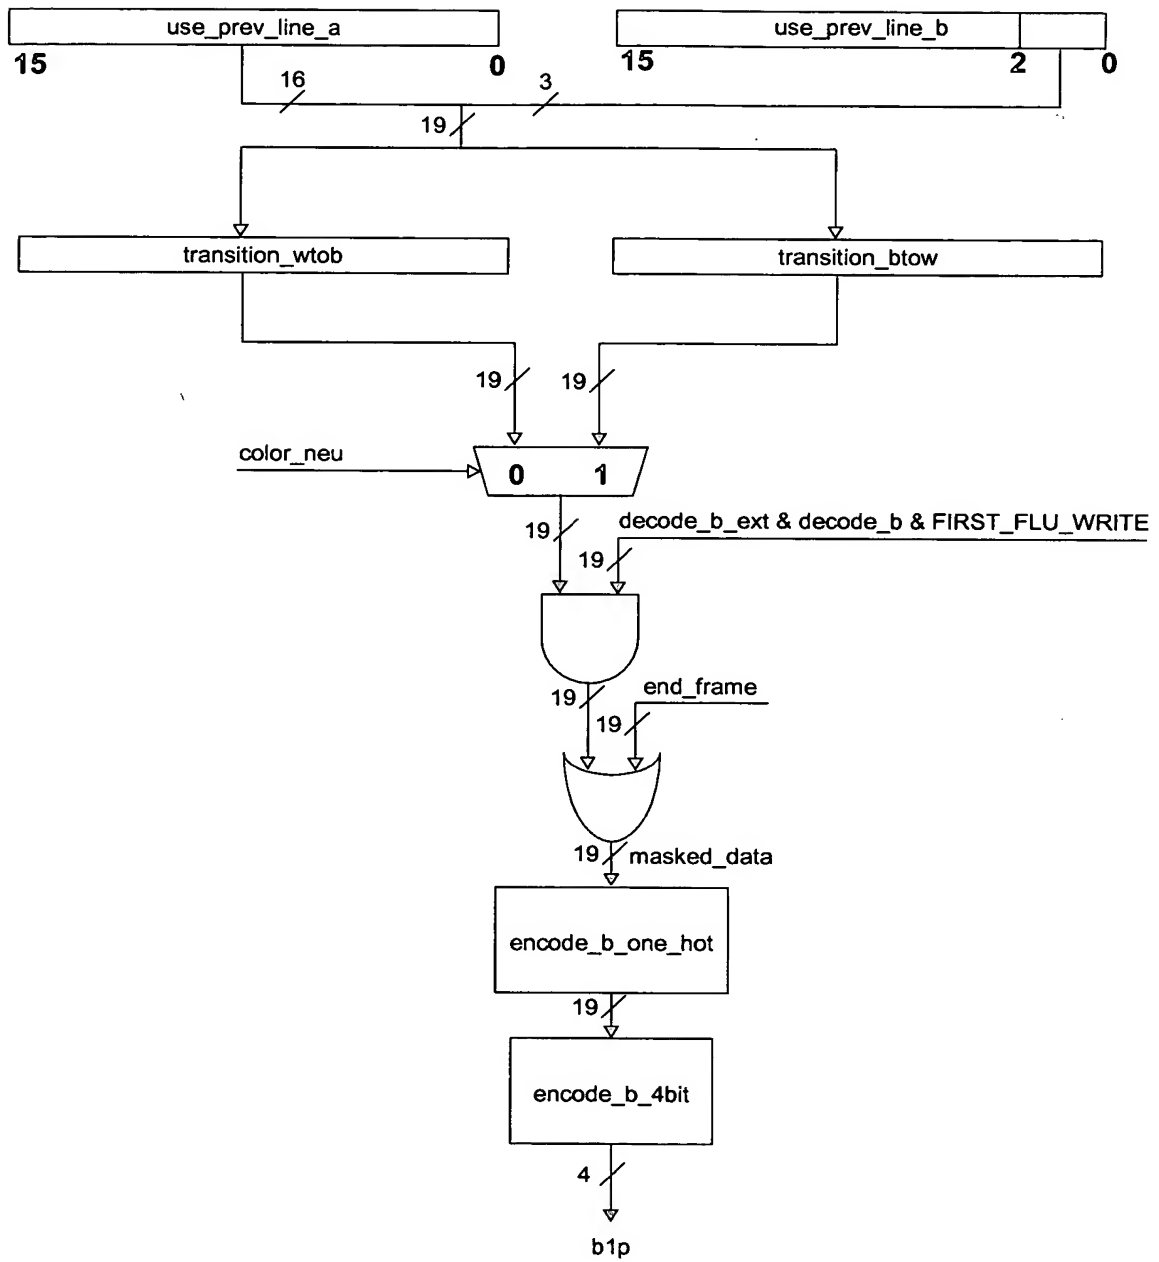 use_prev_line_a
use_prev_line_b
15
0
15
2
0
16
3
19
transition_wtob
transition_btow
19
19
color_neu
0
1
19
decode_b_ext & decode_b & FIRST_FLU_WRITE
19
19
end_frame
19
19
masked_data
encode_b_one_hot
19
encode_b_4bit
4
b1p